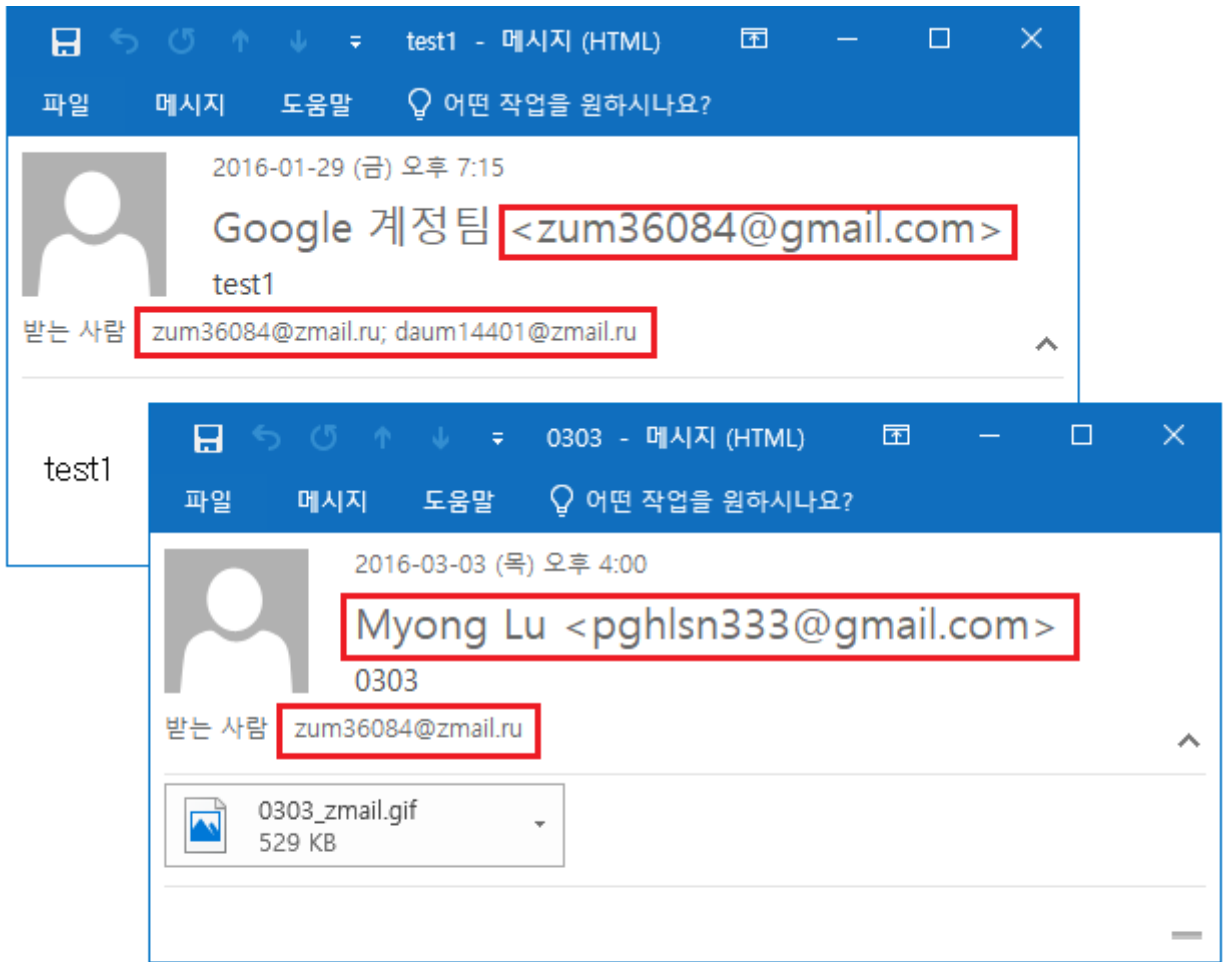 test1 - 메시지 (HTML)
파일 메시지 도움말 어떤 작업을 원하시나요?
2016-01-29 (금) 오후 7:15
Google 계정팀 <zum36084@gmail.com>
test1
받는 사람 zum36084@zmail.ru; daum14401@zmail.ru
test1
0303 - 메시지 (HTML)
파일 메시지 도움말 어떤 작업을 원하시나요?
2016-03-03 (목) 오후 4:00
Myong Lu <pghlsn333@gmail.com>
0303
받는 사람 zum36084@zmail.ru
0303_zmail.gif
529 KB